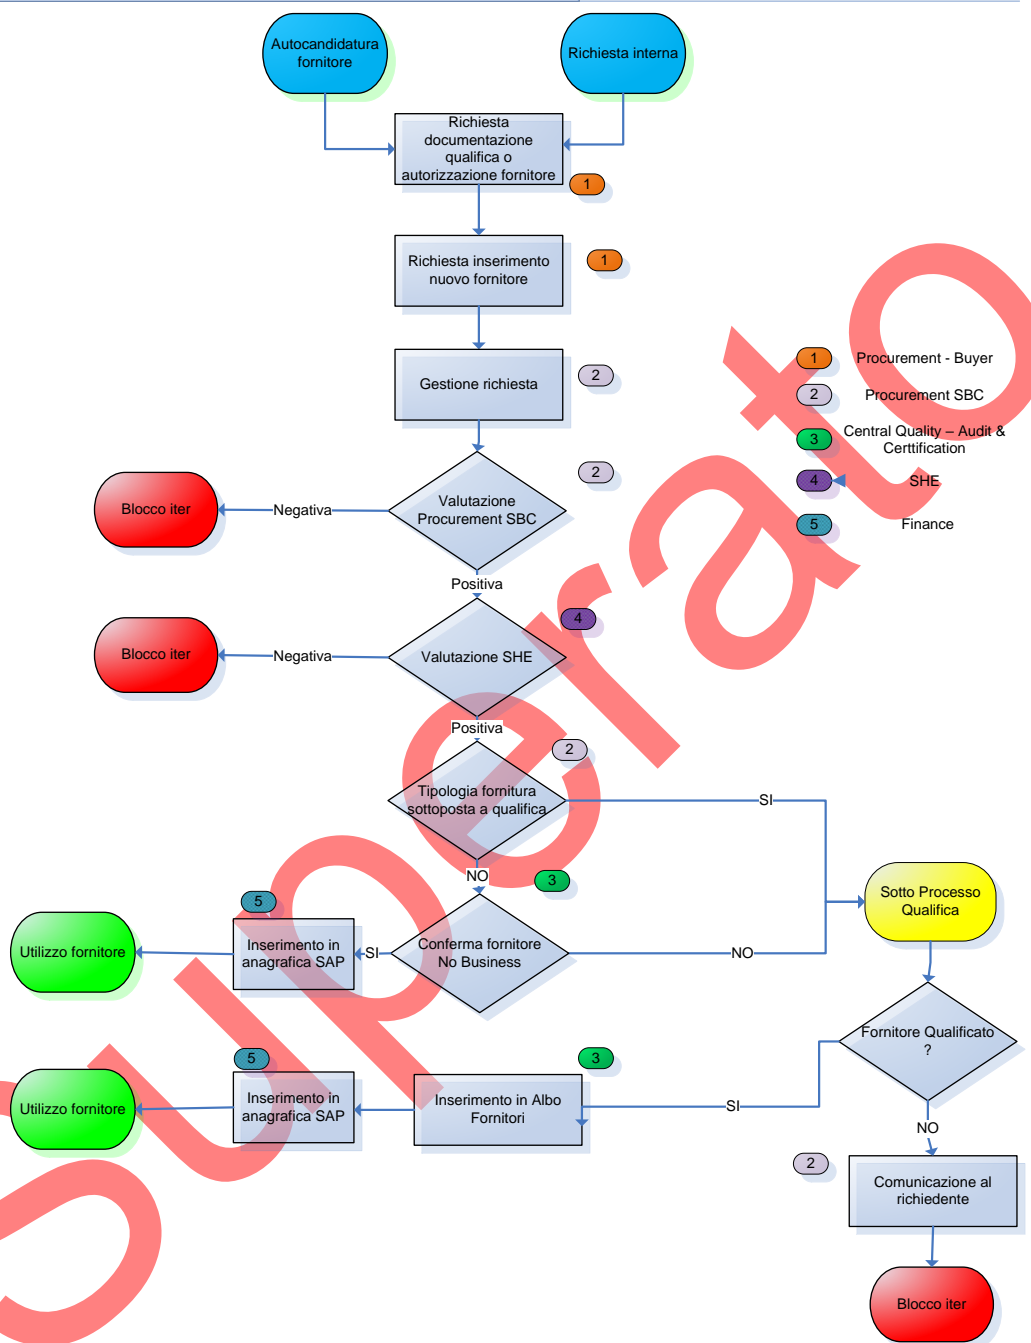 Autocandidatura
fornitore
Richiesta interna
Richiesta
documentazione
qualifica o
autorizzazione fornitore
1
Richiesta inserimento
nuovo fornitore
1
Gestione richiesta
2
1
Procurement - Buyer
2
Procurement SBC
3
Central Quality – Audit &
Certtification
4
SHE
5
Finance
2
Valutazione
Procurement SBC
Negativa
Blocco iter
Positiva
4
Valutazione SHE
Negativa
Blocco iter
Positiva
2
Tipologia fornitura
sottoposta a qualifica
SI
NO
3
Conferma fornitore
No Business
SI
NO
5
Inserimento in
anagrafica SAP
Utilizzo fornitore
Sotto Processo
Qualifica
Fornitore Qualificato
?
SI
NO
3
Inserimento in Albo
Fornitori
5
Inserimento in
anagrafica SAP
Utilizzo fornitore
2
Comunicazione al
richiedente
Blocco iter
Superato